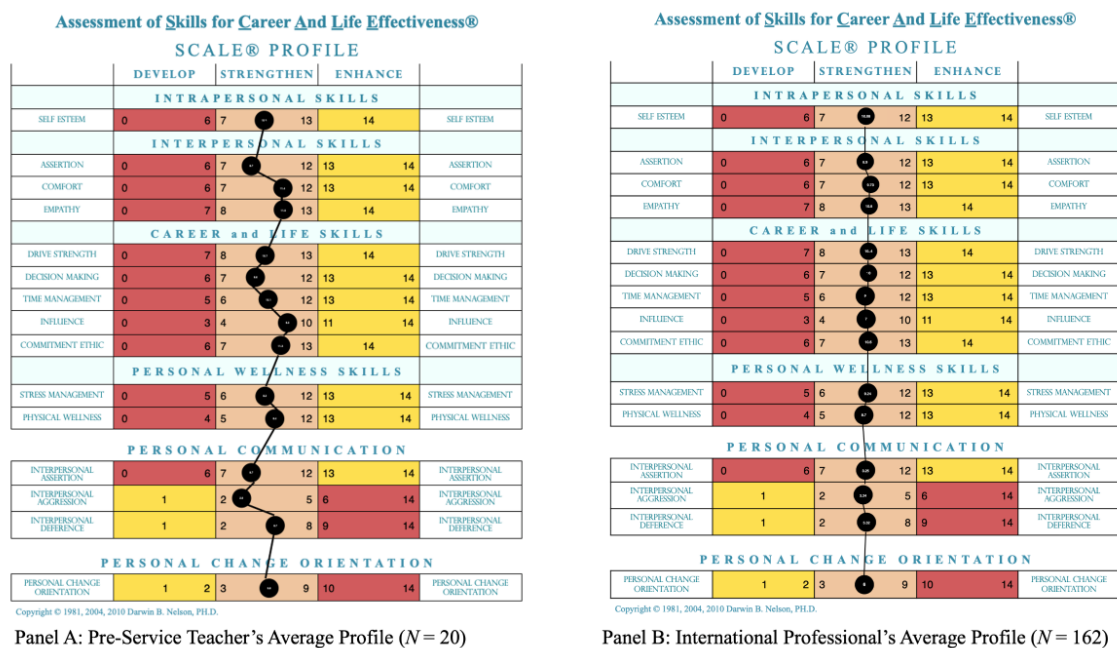 Assessment of Skills for Career And Life Effectiveness®
SCALE® PROFILE
DEVELOP STRENGTHEN ENHANCE
INTRAPERSONAL SKILLS
SELF ESTEEM 0 6 7 13 14 SELF ESTEEM
INTERPERSONAL SKILLS
ASSERTION 0 6 7 12 13 14 ASSERTION
COMFORT 0 6 7 12 13 14 COMFORT
EMPATHY 0 7 8 13 14 EMPATHY
CAREER and LIFE SKILLS
DRIVE STRENGTH 0 7 8 13 14 DRIVE STRENGTH
DECISION MAKING 0 6 7 12 13 14 DECISION MAKING
TIME MANAGEMENT 0 5 6 12 13 14 TIME MANAGEMENT
INFLUENCE 0 3 4 10 11 14 INFLUENCE
COMMITMENT ETHIC 0 6 7 13 14 COMMITMENT ETHIC
PERSONAL WELLNESS SKILLS
STRESS MANAGEMENT 0 5 6 12 13 14 STRESS MANAGEMENT
PHYSICAL WELLNESS 0 4 5 12 13 14 PHYSICAL WELLNESS
PERSONAL COMMUNICATION
INTERPERSONAL ASSERTION 0 6 7 12 13 14 INTERPERSONAL ASSERTION
INTERPERSONAL AGGRESSION 1 2 5 6 14 INTERPERSONAL AGGRESSION
INTERPERSONAL DEFERENCE 1 2 8 9 14 INTERPERSONAL DEFERENCE
PERSONAL CHANGE ORIENTATION
PERSONAL CHANGE ORIENTATION 1 2 3 9 10 14 PERSONAL CHANGE ORIENTATION
Copyright © 1981, 2004, 2010 Darwin B. Nelson, PH.D.
Panel A: Pre-Service Teacher's Average Profile (N = 20)
Assessment of Skills for Career And Life Effectiveness®
SCALE® PROFILE
DEVELOP STRENGTHEN ENHANCE
INTRAPERSONAL SKILLS
SELF ESTEEM 0 6 7 12 13 14 SELF ESTEEM
INTERPERSONAL SKILLS
ASSERTION 0 6 7 12 13 14 ASSERTION
COMFORT 0 6 7 12 13 14 COMFORT
EMPATHY 0 7 8 13 14 EMPATHY
CAREER and LIFE SKILLS
DRIVE STRENGTH 0 7 8 13 14 DRIVE STRENGTH
DECISION MAKING 0 6 7 12 13 14 DECISION MAKING
TIME MANAGEMENT 0 5 6 12 13 14 TIME MANAGEMENT
INFLUENCE 0 3 4 10 11 14 INFLUENCE
COMMITMENT ETHIC 0 6 7 13 14 COMMITMENT ETHIC
PERSONAL WELLNESS SKILLS
STRESS MANAGEMENT 0 5 6 12 13 14 STRESS MANAGEMENT
PHYSICAL WELLNESS 0 4 5 12 13 14 PHYSICAL WELLNESS
PERSONAL COMMUNICATION
INTERPERSONAL ASSERTION 0 6 7 12 13 14 INTERPERSONAL ASSERTION
INTERPERSONAL AGGRESSION 1 2 5 6 14 INTERPERSONAL AGGRESSION
INTERPERSONAL DEFERENCE 1 2 8 9 14 INTERPERSONAL DEFERENCE
PERSONAL CHANGE ORIENTATION
PERSONAL CHANGE ORIENTATION 1 2 3 9 10 14 PERSONAL CHANGE ORIENTATION
Copyright © 1981, 2004, 2010 Darwin B. Nelson, PH.D.
Panel B: International Professional's Average Profile (N = 162)